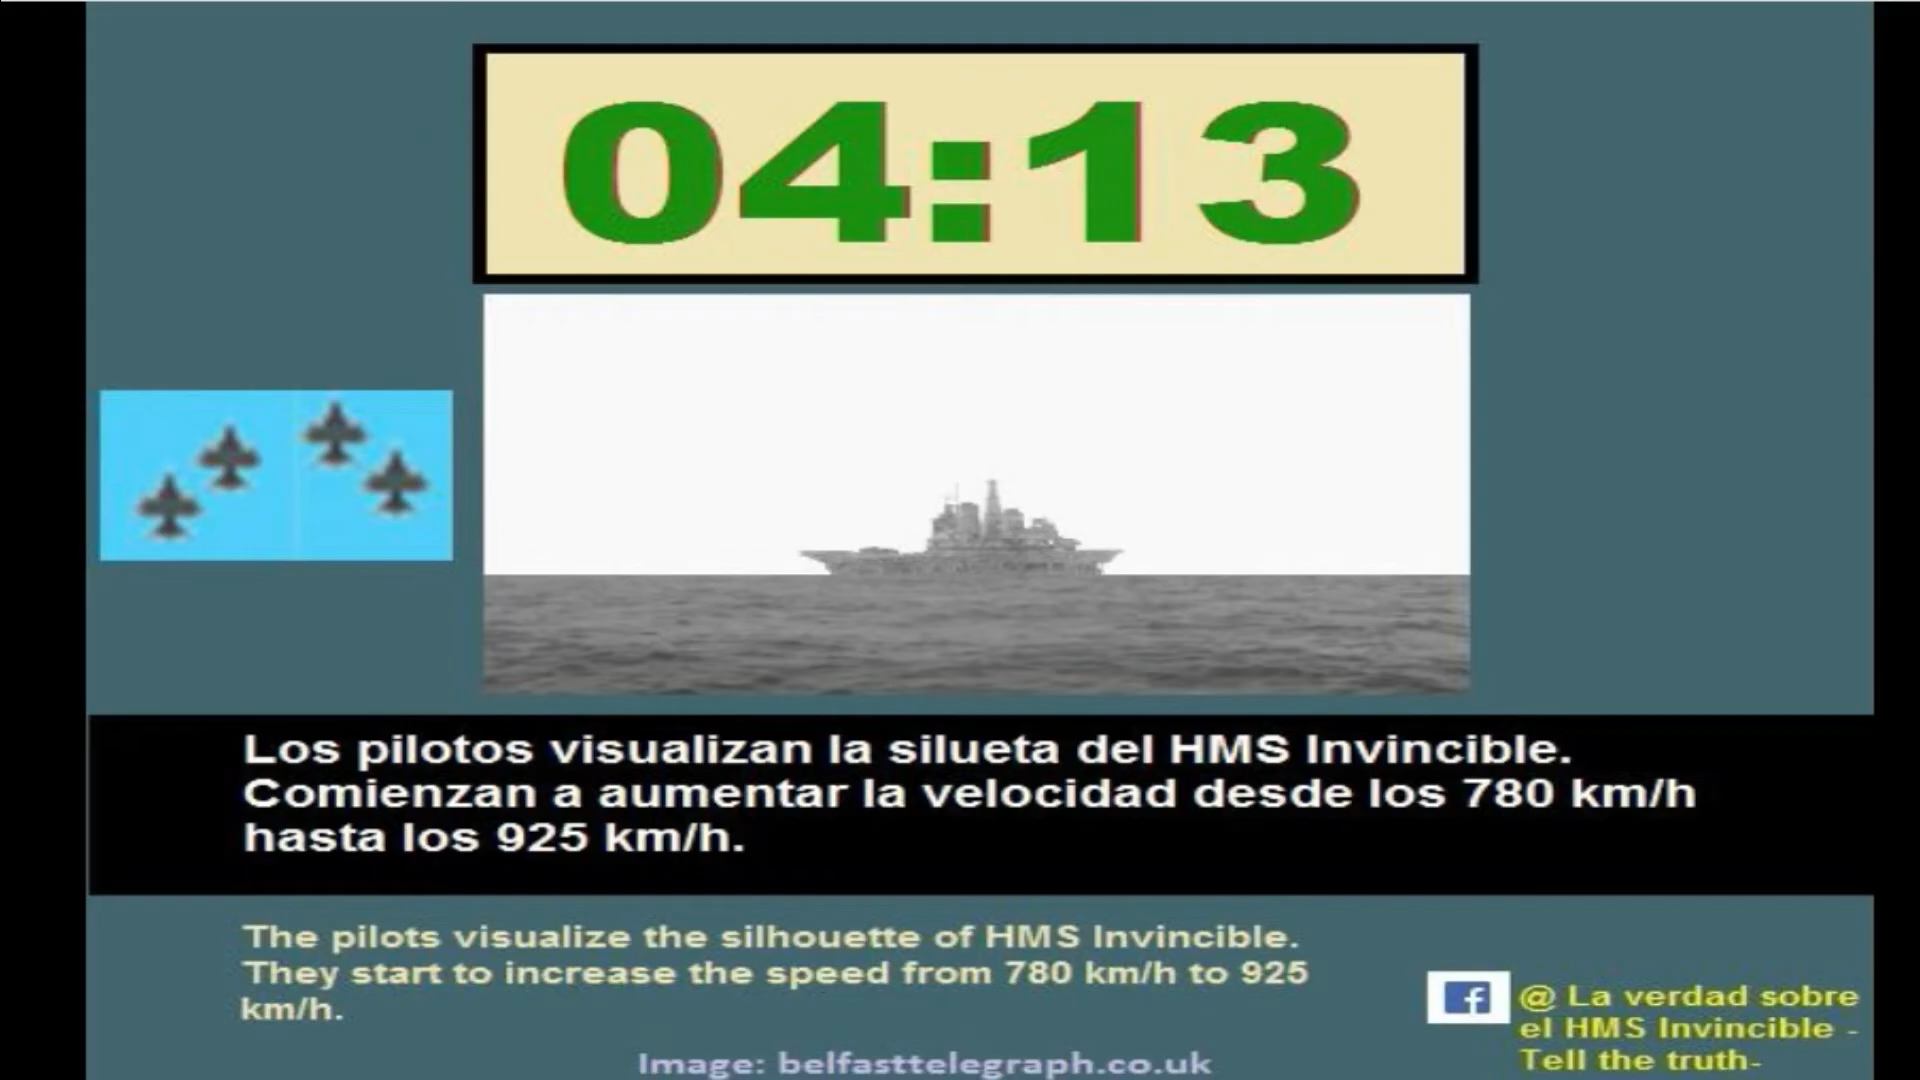 04:13
Los pilotos visualizan la silueta del HMS Invincible.
Comienzan a aumentar la velocidad desde los 780 km/h
hasta los 925 km/h.
The pilots visualize the silhouette of HMS Invincible.
They start to increase the speed from 780 km/h to 925
km/h.
f @ La verdad sobre
el HMS Invincible -
Tell the truth-
Image: belfasttelegraph.co.uk